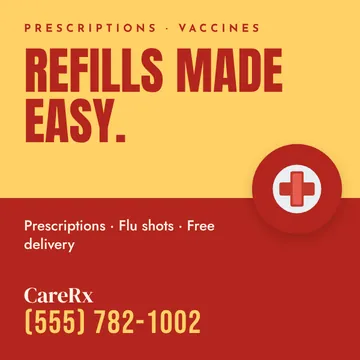 PRESCRIPTIONS · VACCINES
REFILLS MADE
EASY.
Prescriptions · Flu shots · Free
delivery
CareRx
(555) 782-1002